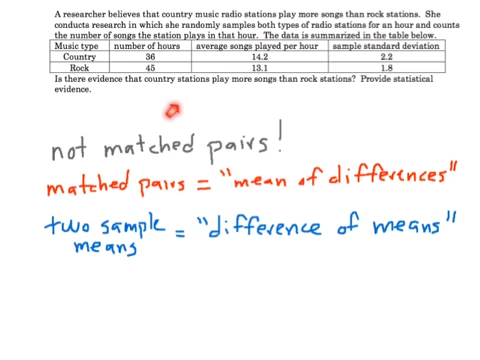 A researcher believes that country music radio stations play more songs than rock stations. She
conducts research in which she randomly samples both types of radio stations for an hour and counts
the number of songs the station plays in that hour. The data is summarized in the table below.
Music type number of hours average songs played per hour sample standard deviation
Country 36 14.2 2.2
Rock 45 13.1 1.8
Is there evidence that country stations play more songs than rock stations? Provide statistical
evidence.
not matched pairs!
matched pairs = "mean of differences"
two sample = "difference of means"
means